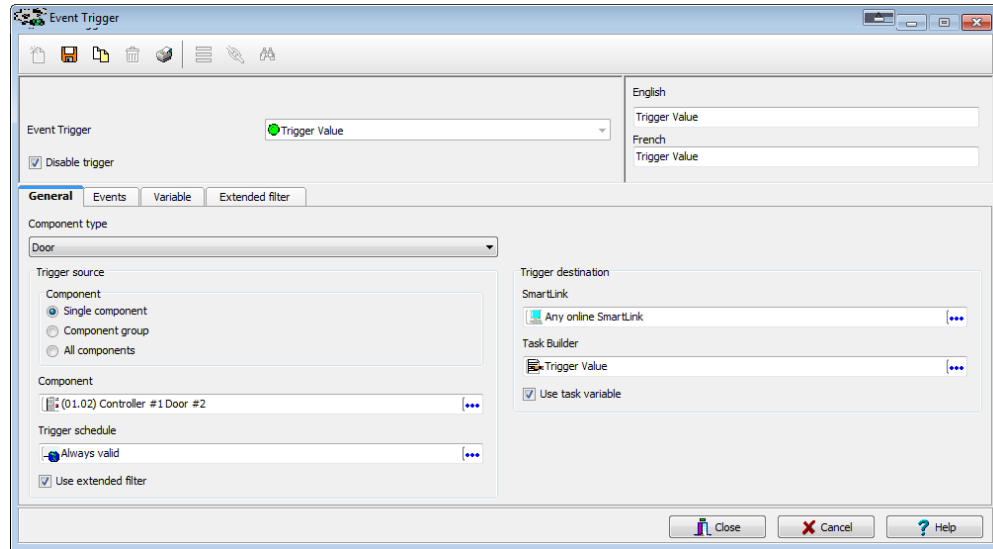 Event Trigger
English
Trigger Value
Event Trigger
Trigger Value
French
Trigger Value
Disable trigger
General
Events
Variable
Extended filter
Component type
Door
Trigger source
Component
Single component
Component group
All components
Component
(01.02) Controller #1 Door #2
Trigger schedule
Always valid
Use extended filter
Trigger destination
SmartLink
Any online SmartLink
Task Builder
Trigger Value
Use task variable
Close
Cancel
Help